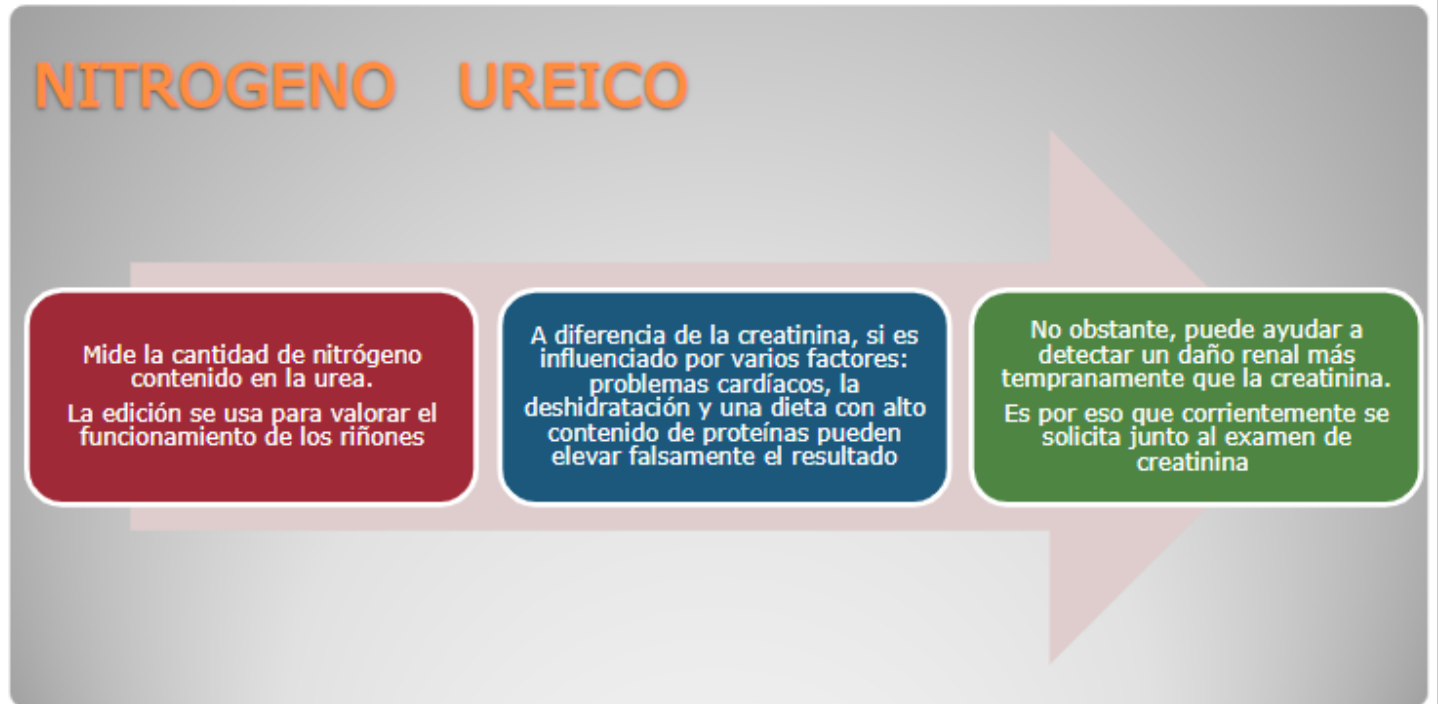 NITROGENO UREICO
Mide la cantidad de nitrógeno
contenido en la urea.
La edición se usa para valorar el
funcionamiento de los riñones
A diferencia de la creatinina, si es
influenciado por varios factores:
problemas cardíacos, la
deshidratación y una dieta con alto
contenido de proteínas pueden
elevar falsamente el resultado
No obstante, puede ayudar a
detectar un daño renal más
tempranamente que la creatinina.
Es por eso que corrientemente se
solicita junto al examen de
creatinina